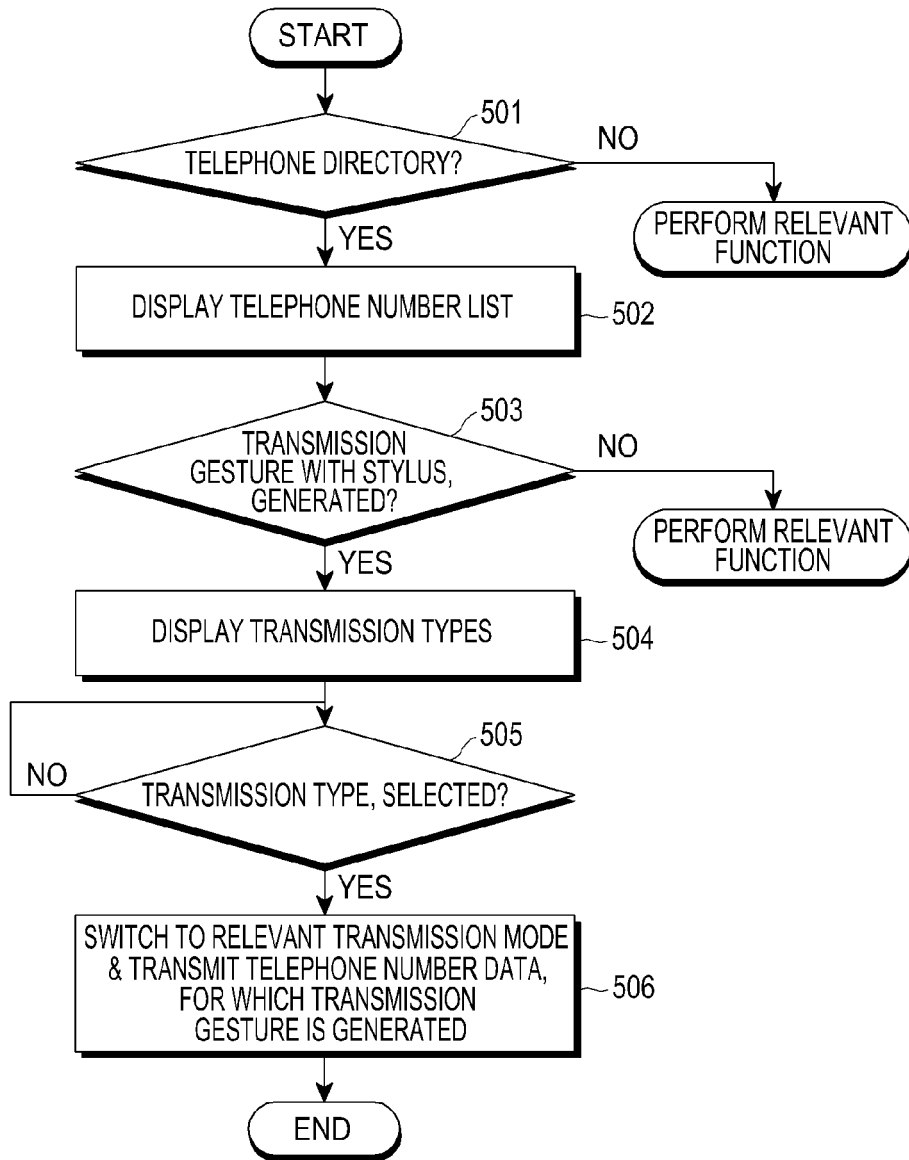 START
501
TELEPHONE DIRECTORY?
NO
PERFORM RELEVANT
FUNCTION
YES
DISPLAY TELEPHONE NUMBER LIST
502
503
TRANSMISSION
GESTURE WITH STYLUS,
GENERATED?
NO
PERFORM RELEVANT
FUNCTION
YES
DISPLAY TRANSMISSION TYPES
504
505
NO
TRANSMISSION TYPE, SELECTED?
YES
SWITCH TO RELEVANT TRANSMISSION MODE
& TRANSMIT TELEPHONE NUMBER DATA,
FOR WHICH TRANSMISSION
GESTURE IS GENERATED
506
END